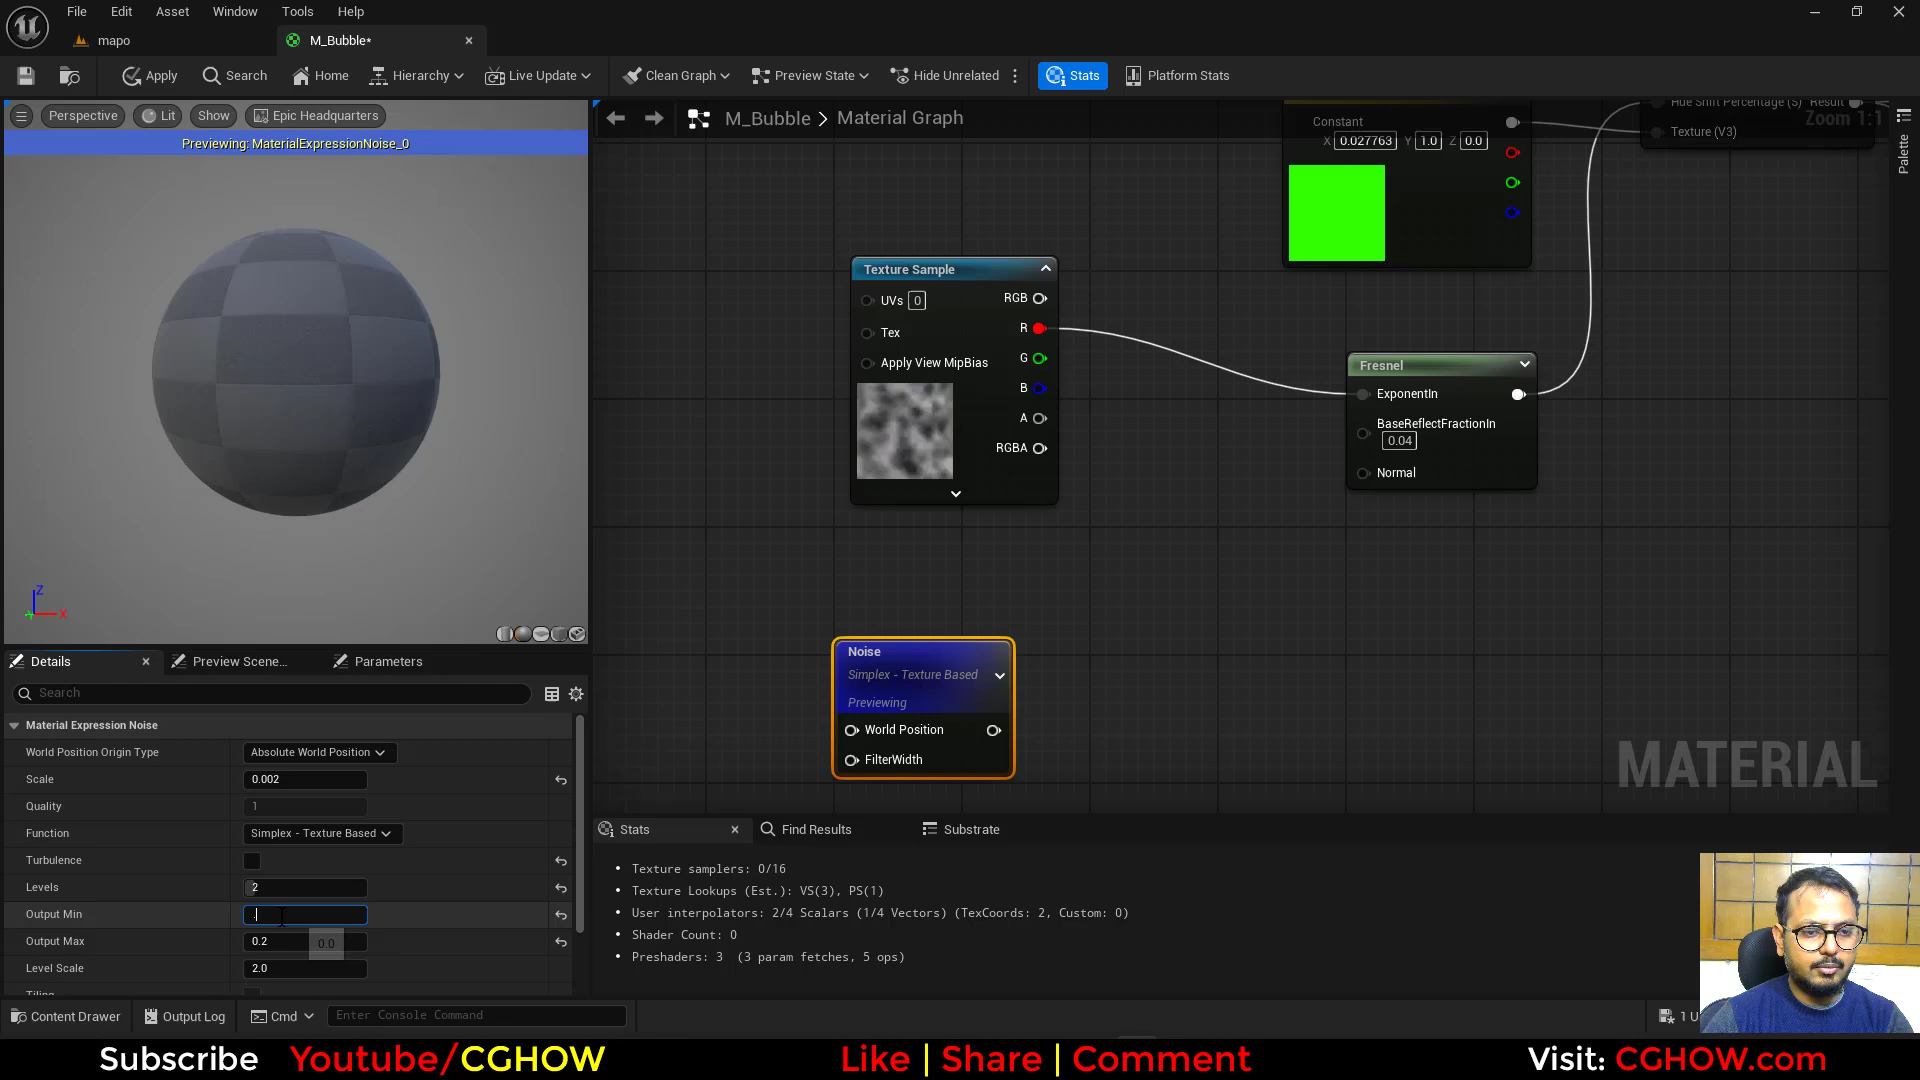 File Edit Asset Window Tools Help
mapo
M_Bubble*
Apply Search Home Hierarchy Live Update Clean Graph Preview State Hide Unrelated Stats Platform Stats
Perspective Lit Show Epic Headquarters
Previewing: MaterialExpressionNoise_0
M_Bubble > Material Graph
Zoom 1:1
Palette
Hue Shift Percentage (S) Result
Texture (V3)
Constant
X 0.027763 Y 1.0 Z 0.0
Texture Sample
UVs 0 RGB
R
Tex
G
Apply View MipBias
B
A
RGBA
Fresnel
ExponentIn
BaseReflectFractionIn
0.04
Normal
Z
X
Noise
Simplex - Texture Based
Previewing
World Position
FilterWidth
MATERIAL
Details Preview Scene... Parameters
Search
Material Expression Noise
World Position Origin Type Absolute World Position
Scale 0.002
Quality 1
Function Simplex - Texture Based
Turbulence
Levels 2
Output Min
Output Max 0.2
0.0
Level Scale 2.0
Tiling
Stats Find Results Substrate
• Texture samplers: 0/16
• Texture Lookups (Est.): VS(3), PS(1)
• User interpolators: 2/4 Scalars (1/4 Vectors) (TexCoords: 2, Custom: 0)
• Shader Count: 0
• Preshaders: 3 (3 param fetches, 5 ops)
Content Drawer Output Log Cmd Enter Console Command
1 U
Subscribe Youtube/CGHOW Like | Share | Comment Visit: CGHOW.com